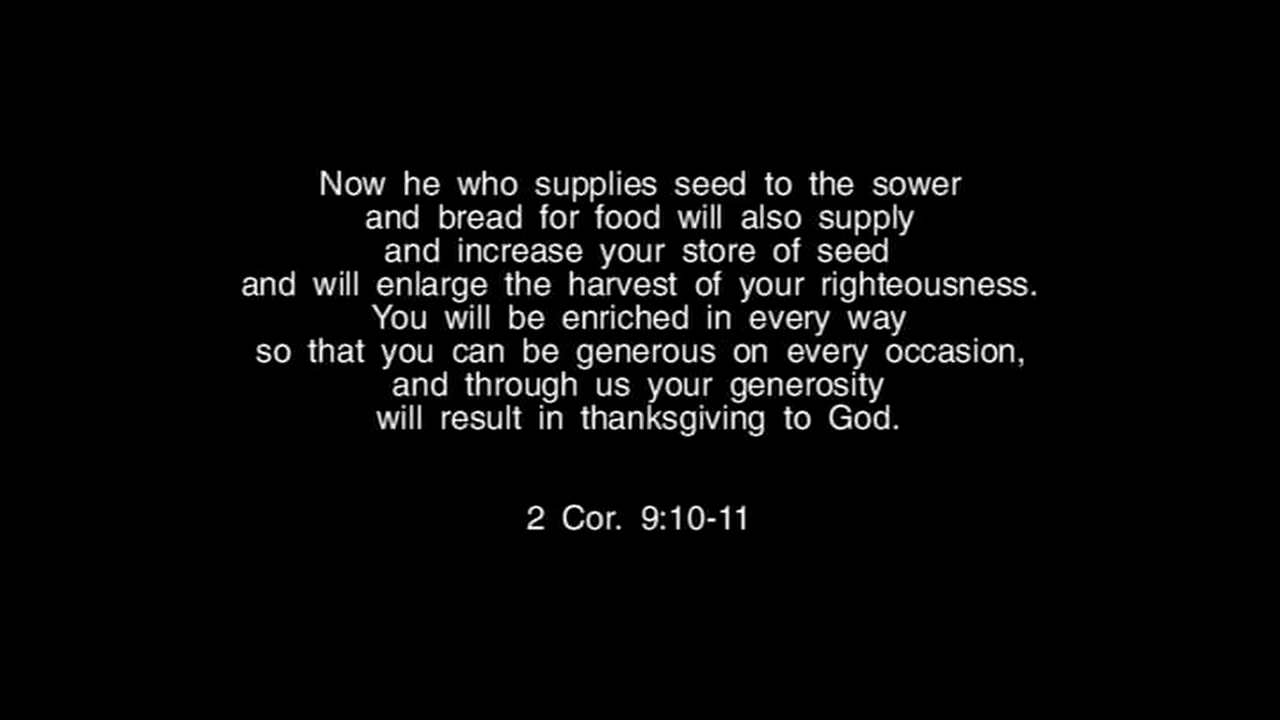 Now he who supplies seed to the sower
and bread for food will also supply
and increase your store of seed
and will enlarge the harvest of your righteousness.
You will be enriched in every way
so that you can be generous on every occasion,
and through us your generosity
will result in thanksgiving to God.
2 Cor. 9:10-11